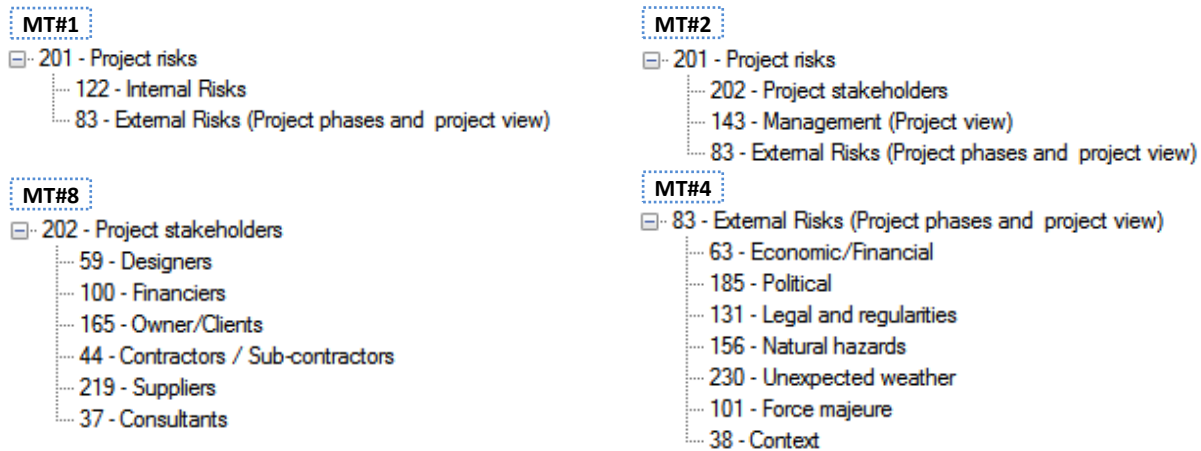 MT#1
201 - Project risks
122 - Internal Risks
83 - External Risks (Project phases and project view)
MT#2
201 - Project risks
202 - Project stakeholders
143 - Management (Project view)
83 - External Risks (Project phases and project view)
MT#8
202 - Project stakeholders
59 - Designers
100 - Financiers
165 - Owner/Clients
44 - Contractors / Sub-contractors
219 - Suppliers
37 - Consultants
MT#4
83 - External Risks (Project phases and project view)
63 - Economic/Financial
185 - Political
131 - Legal and regularities
156 - Natural hazards
230 - Unexpected weather
101 - Force majeure
38 - Context